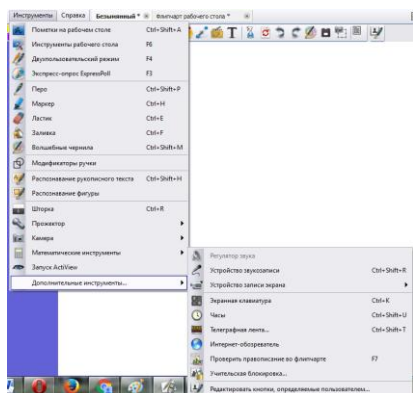 Инструменты Справка Безымянный * Флипчарт рабочего стола *
Пометки на рабочем столе Ctrl+Shift+A
Инструменты рабочего стола F6
Двухпользовательский режим F4
Экспресс-опрос ExpressPoll F3
Перо Ctrl+Shift+P
Маркер Ctrl+H
Ластик Ctrl+E
Заливка Ctrl+F
Волшебные чернила Ctrl+Shift+M
Модификаторы ручки
Распознавание рукописного текста Ctrl+Shift+H
Распознавание фигуры
Шторка Ctrl+R
Прожектор
Камера
Математические инструменты
Запуск ActiView
Дополнительные инструменты...
Регулятор звука
Устройство звукозаписи Ctrl+Shift+R
Устройство записи экрана
Экранная клавиатура Ctrl+K
Часы Ctrl+Shift+U
Телеграфная лента... Ctrl+Shift+T
Интернет-обозреватель
Проверить правописание во флипчарте F7
Учительская блокировка...
Редактировать кнопки, определяемые пользователем...